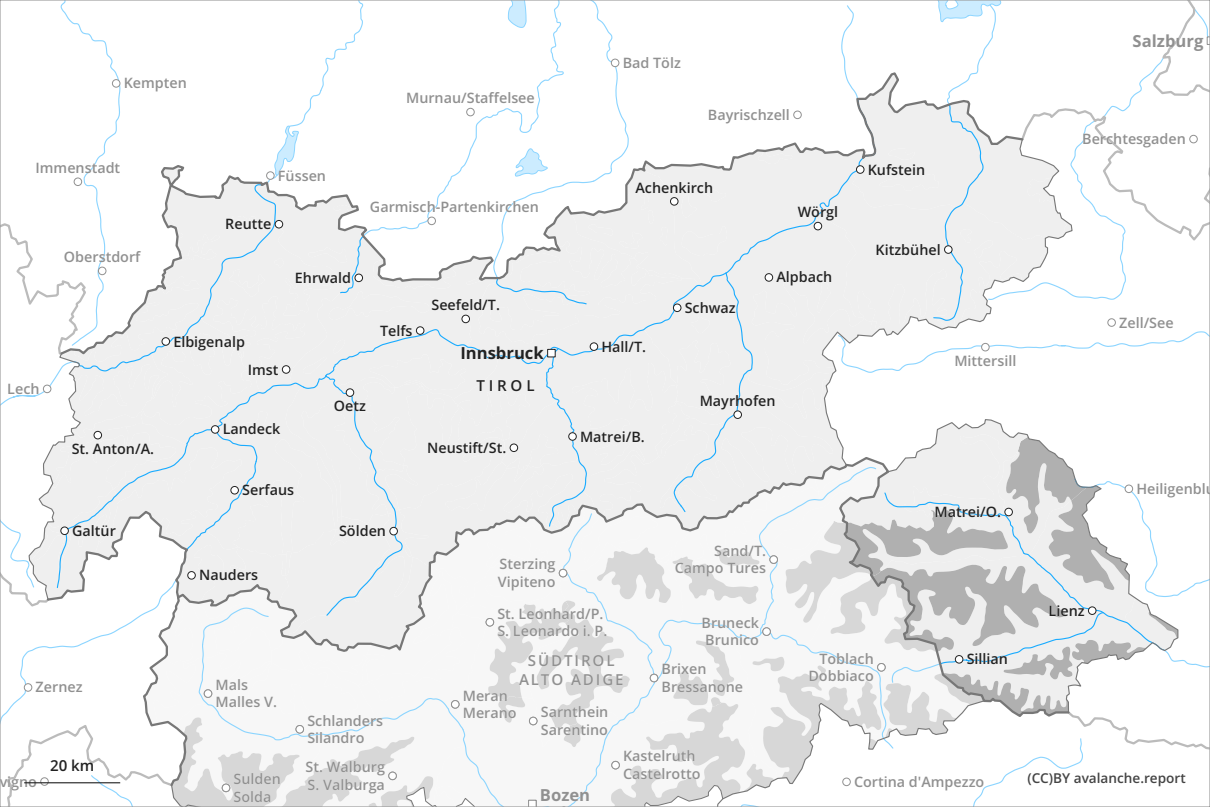 Salzburg
Bad Tölz
Kempten
Murnau/Staffelsee
Bayrischzell
Berchtesgaden
Immenstadt
Füssen
Kufstein
Achenkirch
Garmisch-Partenkirchen
Wörgl
Reutte
Kitzbühel
Oberstdorf
Ehrwald
Alpbach
Seefeld/T.
Schwaz
Zell/See
Telfs
Elbigenalp
Innsbruck
Hall/T.
Mittersill
Imst
TIROL
Lech
Oetz
Mayrhofen
Landeck
Matrei/B.
St. Anton/A.
Neustift/St.
Serfaus
Heiligenblu
Matrei/O.
Galtür
Sölden
Sand/T.
Campo Tures
Sterzing
Vipiteno
Nauders
Lienz
St. Leonhard/P.
S. Leonardo i. P.
Bruneck
Brunico
SÜDTIROL
ALTO ADIGE
Toblach
Dobbiaco
Sillian
Brixen
Bressanone
Zernez
Mals
Malles V.
Meran
Merano
Sarnthein
Sarentino
Schlanders
Silandro
Kastelruth
Castelrotto
St. Walburg
S. Valburga
20 km
vigno
Sulden
Solda
Cortina d'Ampezzo
(CC)BY avalanche.report
Bozen